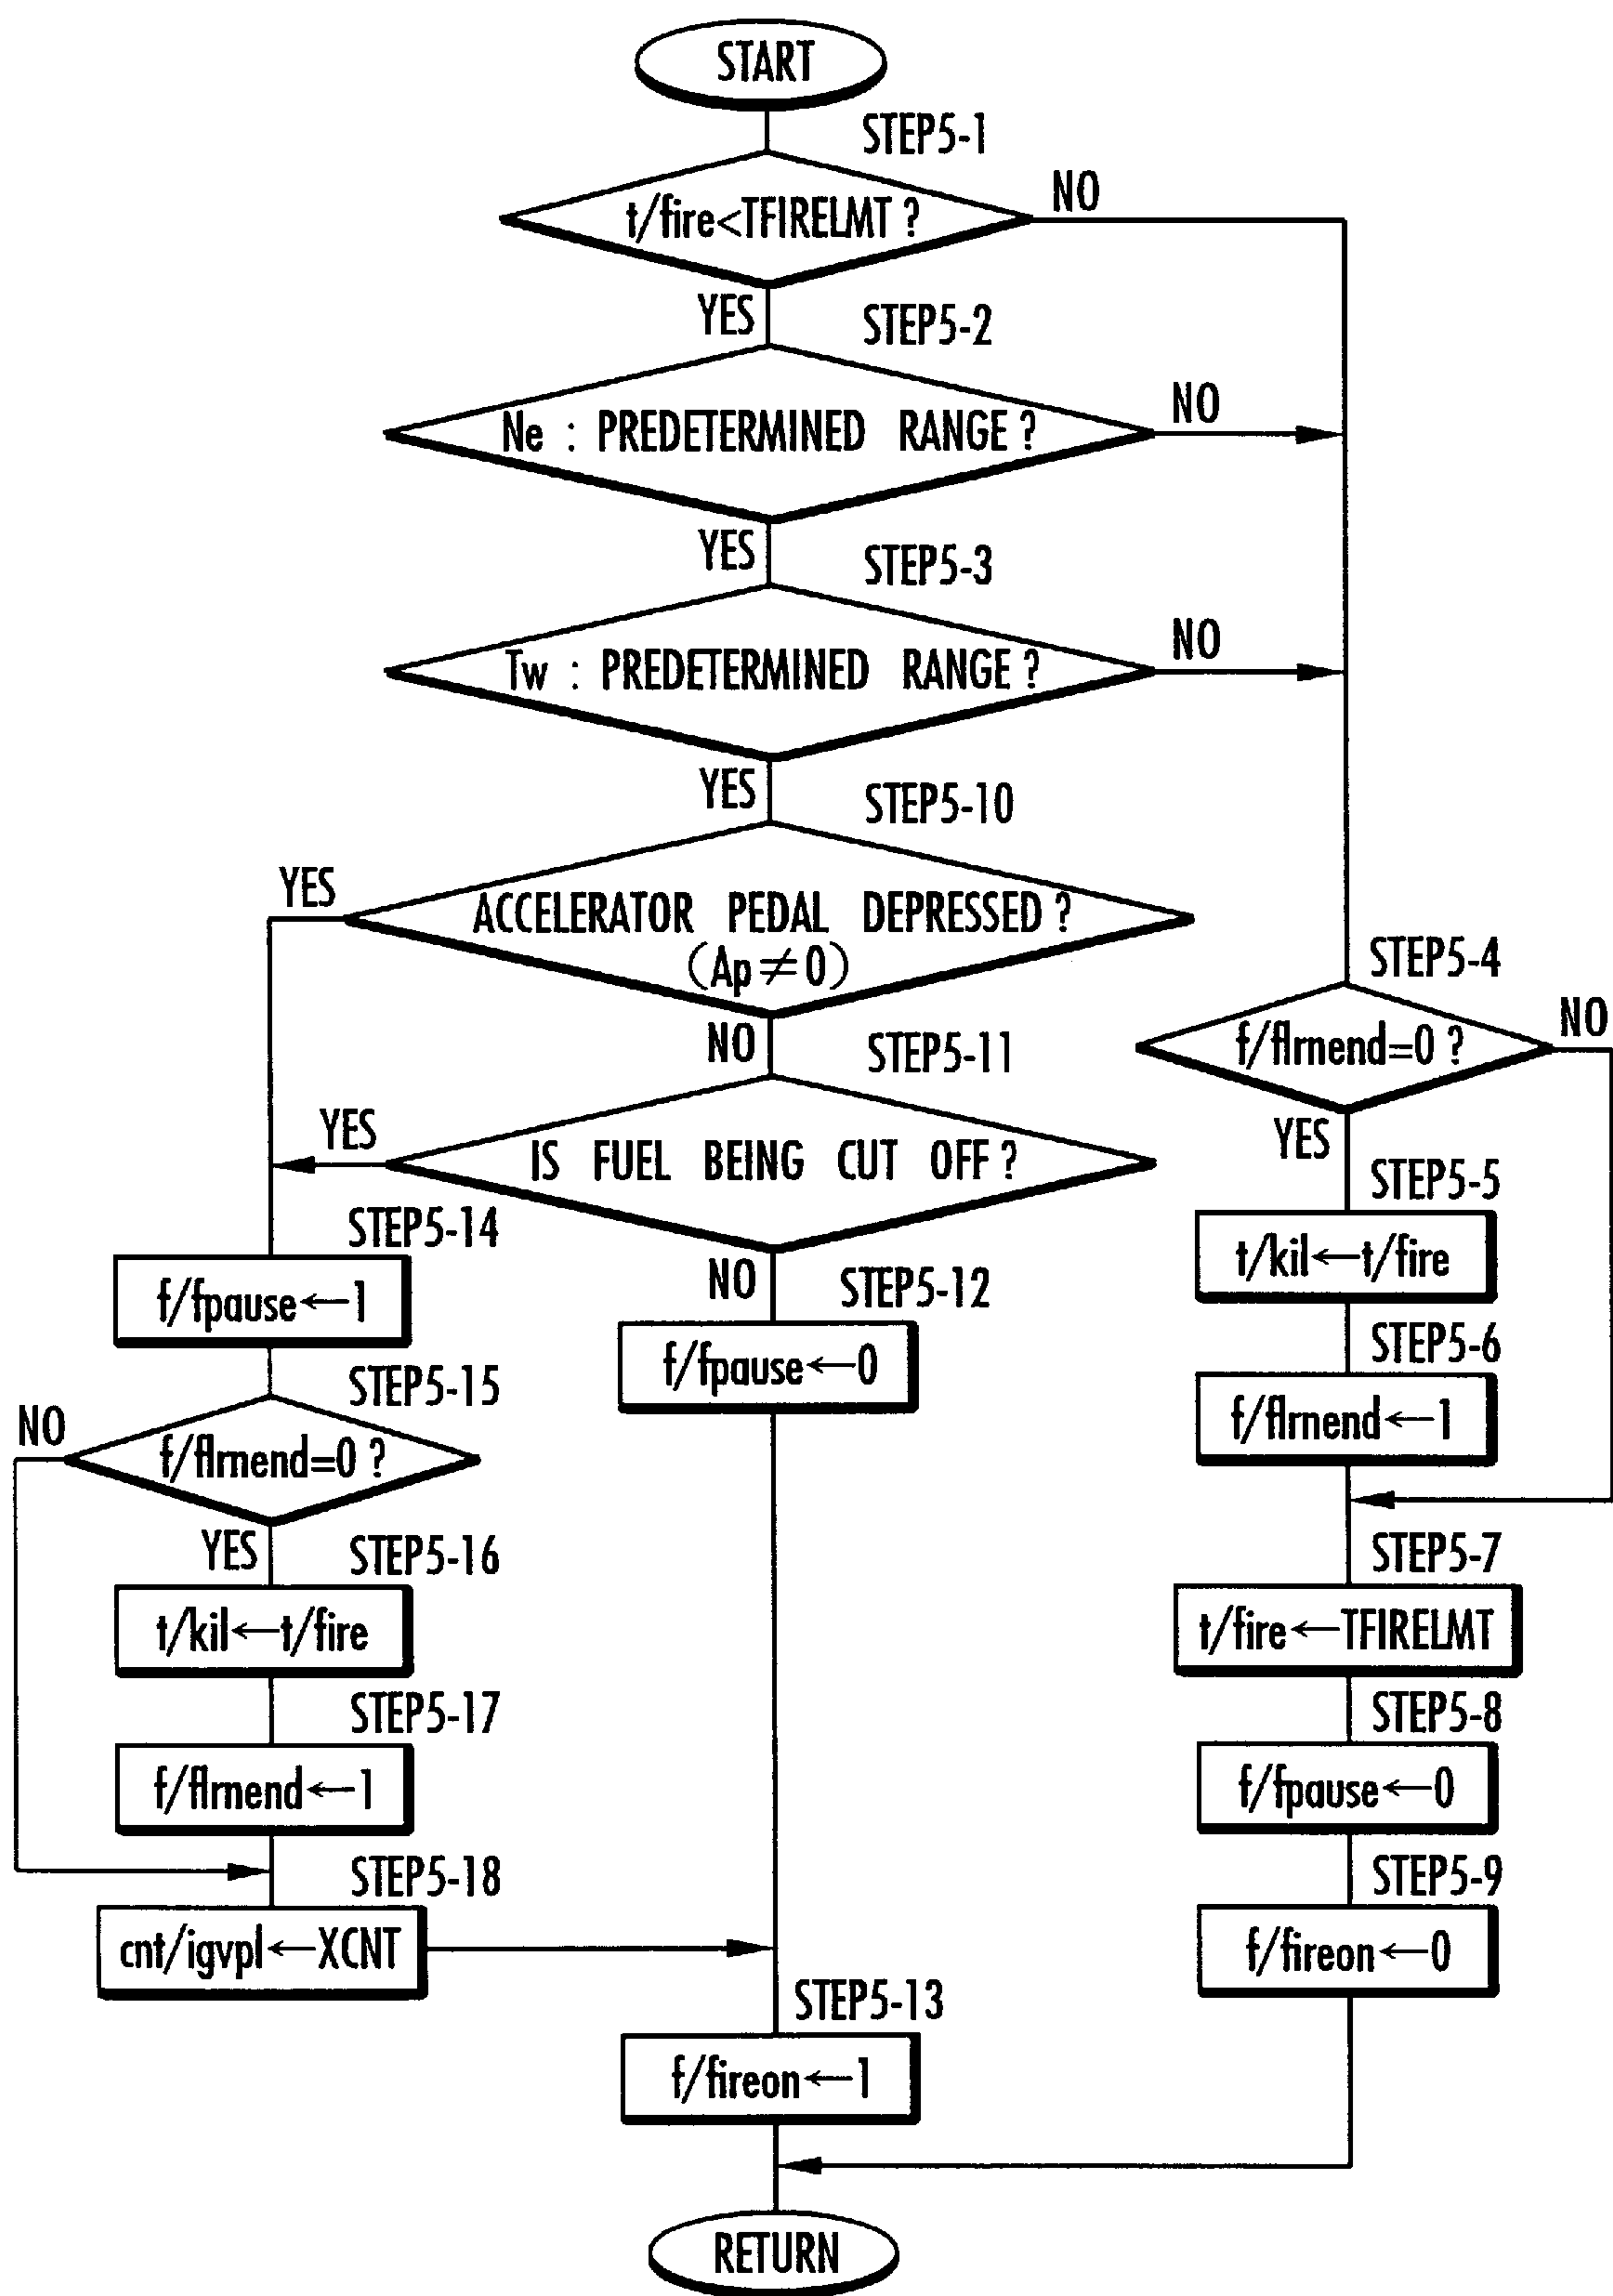 START
STEP5-1
t/fire<TFIRELMT ?
NO
YES
STEP5-2
Ne : PREDETERMINED RANGE ?
NO
YES
STEP5-3
Tw : PREDETERMINED RANGE ?
NO
YES
STEP5-10
YES
ACCELERATOR PEDAL DEPRESSED ?
(Ap≠0)
NO
STEP5-11
YES
IS FUEL BEING CUT OFF ?
NO
STEP5-12
f/fpause←0
STEP5-14
f/fpause←1
STEP5-15
NO
f/flrnend=0 ?
YES
STEP5-16
t/kil←t/fire
STEP5-17
f/flrnend←1
STEP5-18
cnt/igvpl←XCNT
STEP5-13
f/fireon←1
STEP5-4
NO
f/flrnend=0 ?
YES
STEP5-5
t/kil←t/fire
STEP5-6
f/flrnend←1
STEP5-7
t/fire←TFIRELMT
STEP5-8
f/fpause←0
STEP5-9
f/fireon←0
RETURN